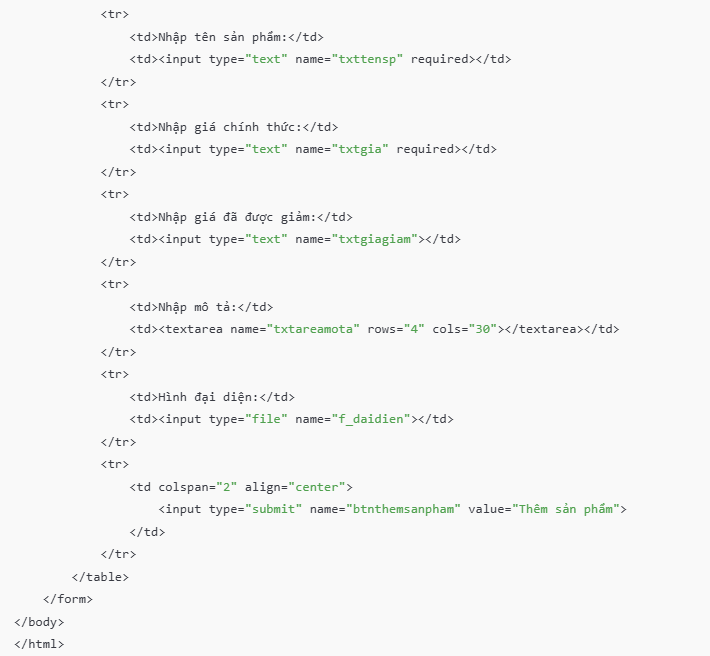 <tr>
<td>Nhập tên sản phẩm:</td>
<td><input type="text" name="txttensp" required></td>
</tr>
<tr>
<td>Nhập giá chính thức:</td>
<td><input type="text" name="txtgia" required></td>
</tr>
<tr>
<td>Nhập giá đã được giảm:</td>
<td><input type="text" name="txtgiagiam"></td>
</tr>
<tr>
<td>Nhập mô tả:</td>
<td><textarea name="txtareamota" rows="4" cols="30"></textarea></td>
</tr>
<tr>
<td>Hình đại diện:</td>
<td><input type="file" name="f_daidien"></td>
</tr>
<tr>
<td colspan="2" align="center">
<input type="submit" name="btnthemsanpham" value="Thêm sản phẩm">
</td>
</tr>
</table>
</form>
</body>
</html>